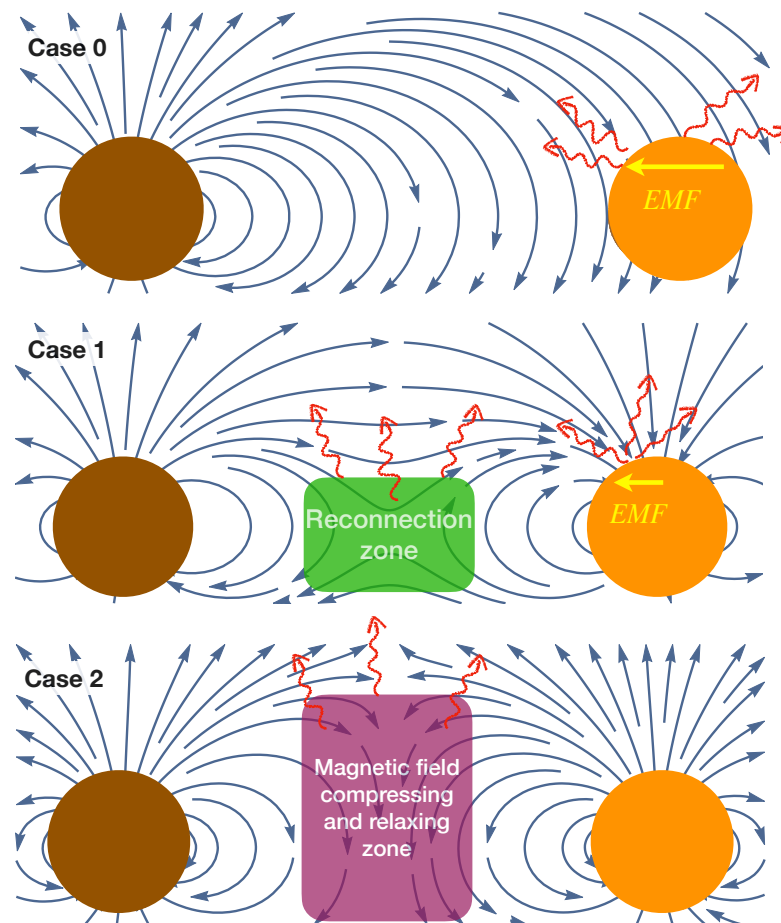 Case 0
EMF
Case 1
Reconnection
zone
EMF
Case 2
Magnetic field
compressing
and relaxing
zone